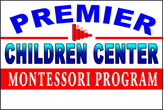 PREMIER
CHILDREN CENTER
MONTESSORI PROGRAM